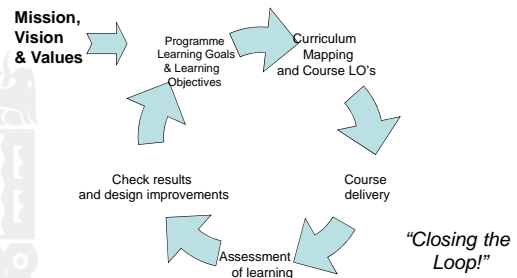 Mission,
Vision
& Values
Programme
Learning Goals
& Learning
Objectives
Curriculum
Mapping
and Course LO's
Course
delivery
Assessment
of learning
Check results
and design improvements
“Closing the
Loop!”